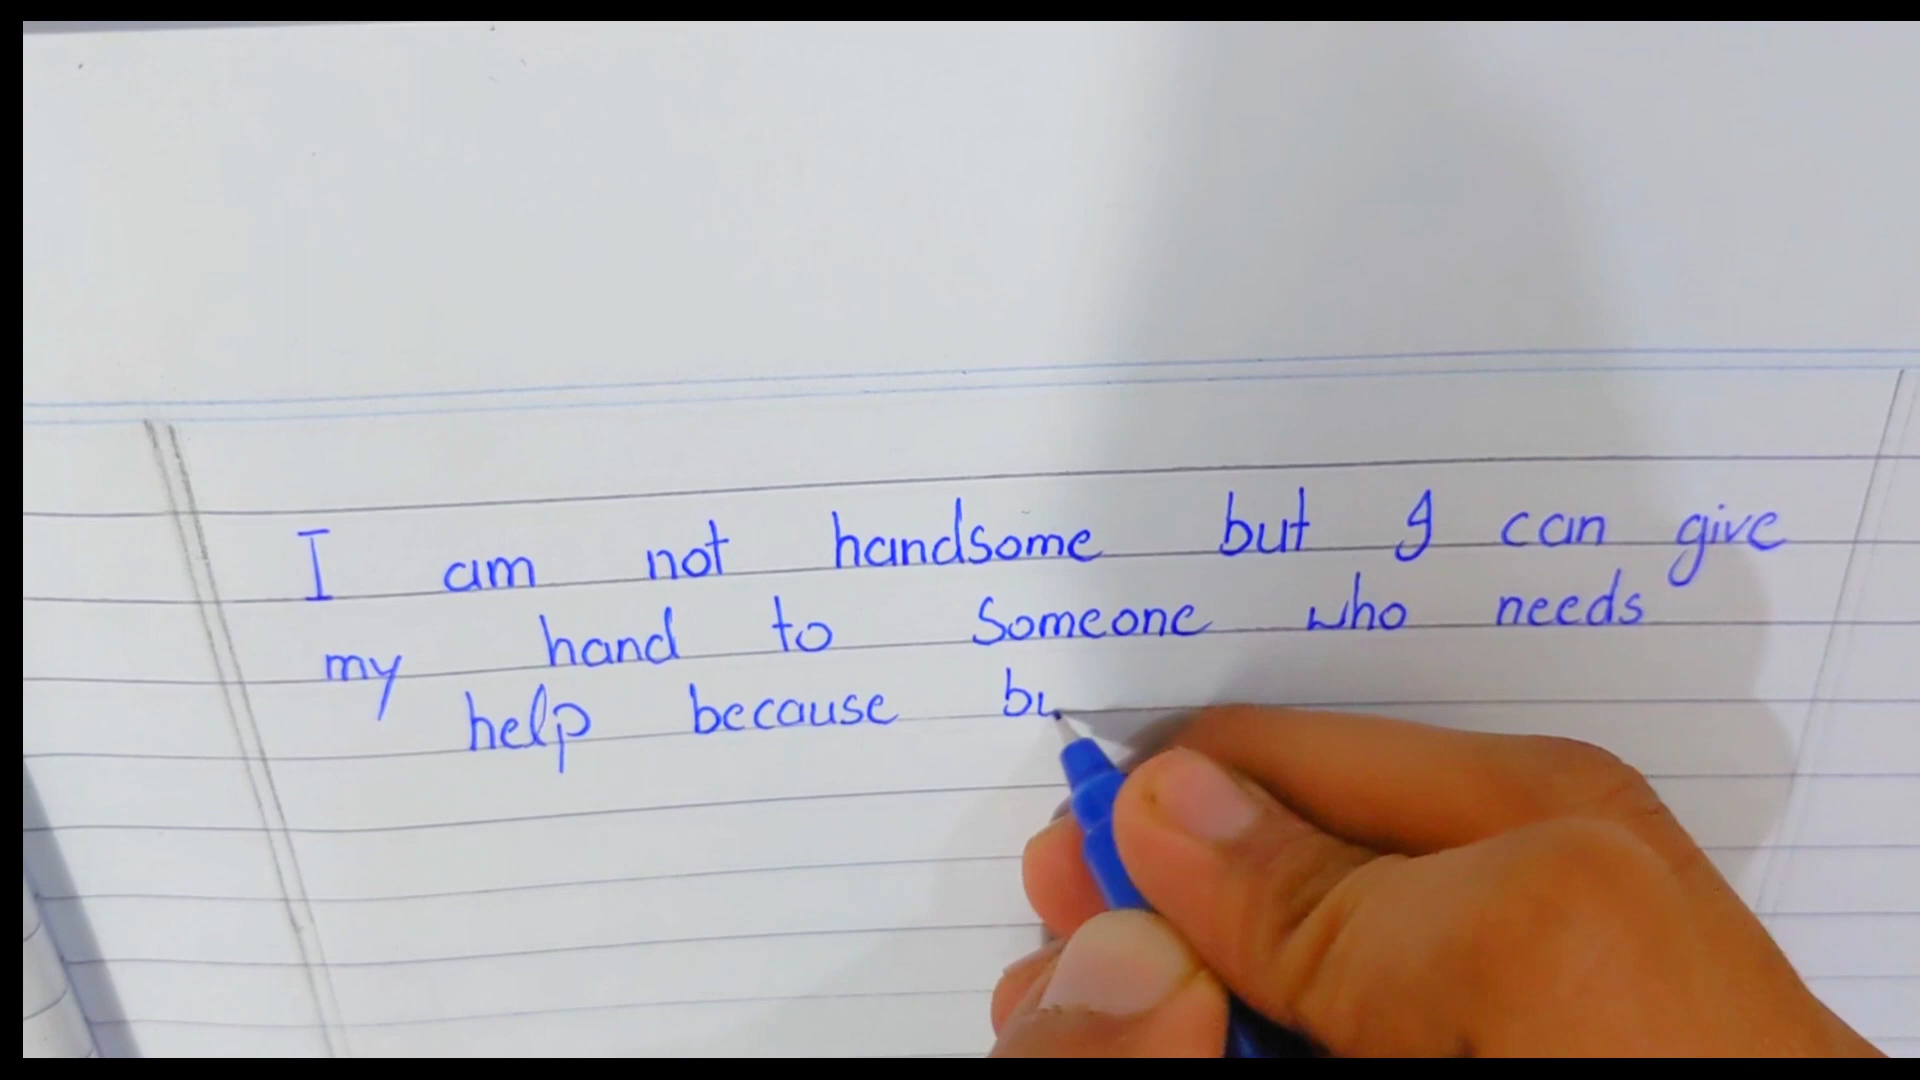 I am not handsome but I can give
my hand to someone who needs
help because